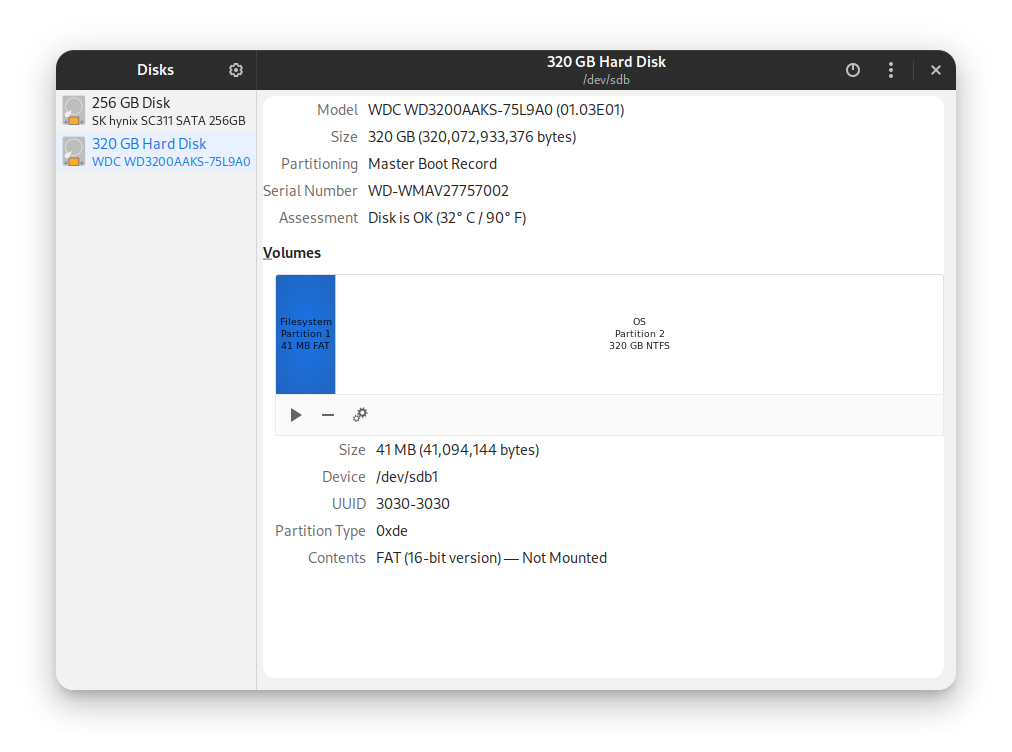 Disks
320 GB Hard Disk
/dev/sdb
256 GB Disk
SK hynix SC311 SATA 256GB
320 GB Hard Disk
WDC WD3200AAKS-75L9A0
Model WDC WD3200AAKS-75L9A0 (01.03E01)
Size 320 GB (320,072,933,376 bytes)
Partitioning Master Boot Record
Serial Number WD-WMAV27757002
Assessment Disk is OK (32° C / 90° F)
Volumes
Filesystem
Partition 1
41 MB FAT
OS
Partition 2
320 GB NTFS
Size 41 MB (41,094,144 bytes)
Device /dev/sdb1
UUID 3030-3030
Partition Type 0xde
Contents FAT (16-bit version) — Not Mounted